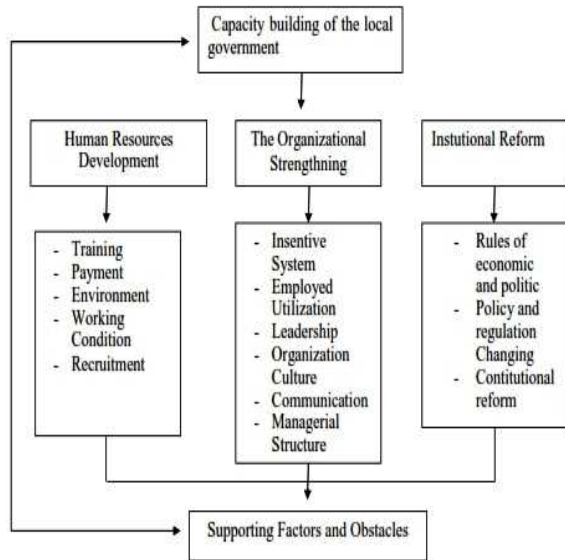 Capacity building of the local
government
Human Resources
Development
The Organizational
Strengthning
Instutional Reform
- Training
- Payment
- Environment
- Working
Condition
- Recruitment
- Insentive
System
- Employed
Utilization
- Leadership
- Organization
Culture
- Communication
- Managerial
Structure
- Rules of
economic
and politic
- Policy and
regulation
Changing
- Contitutional
reform
Supporting Factors and Obstacles